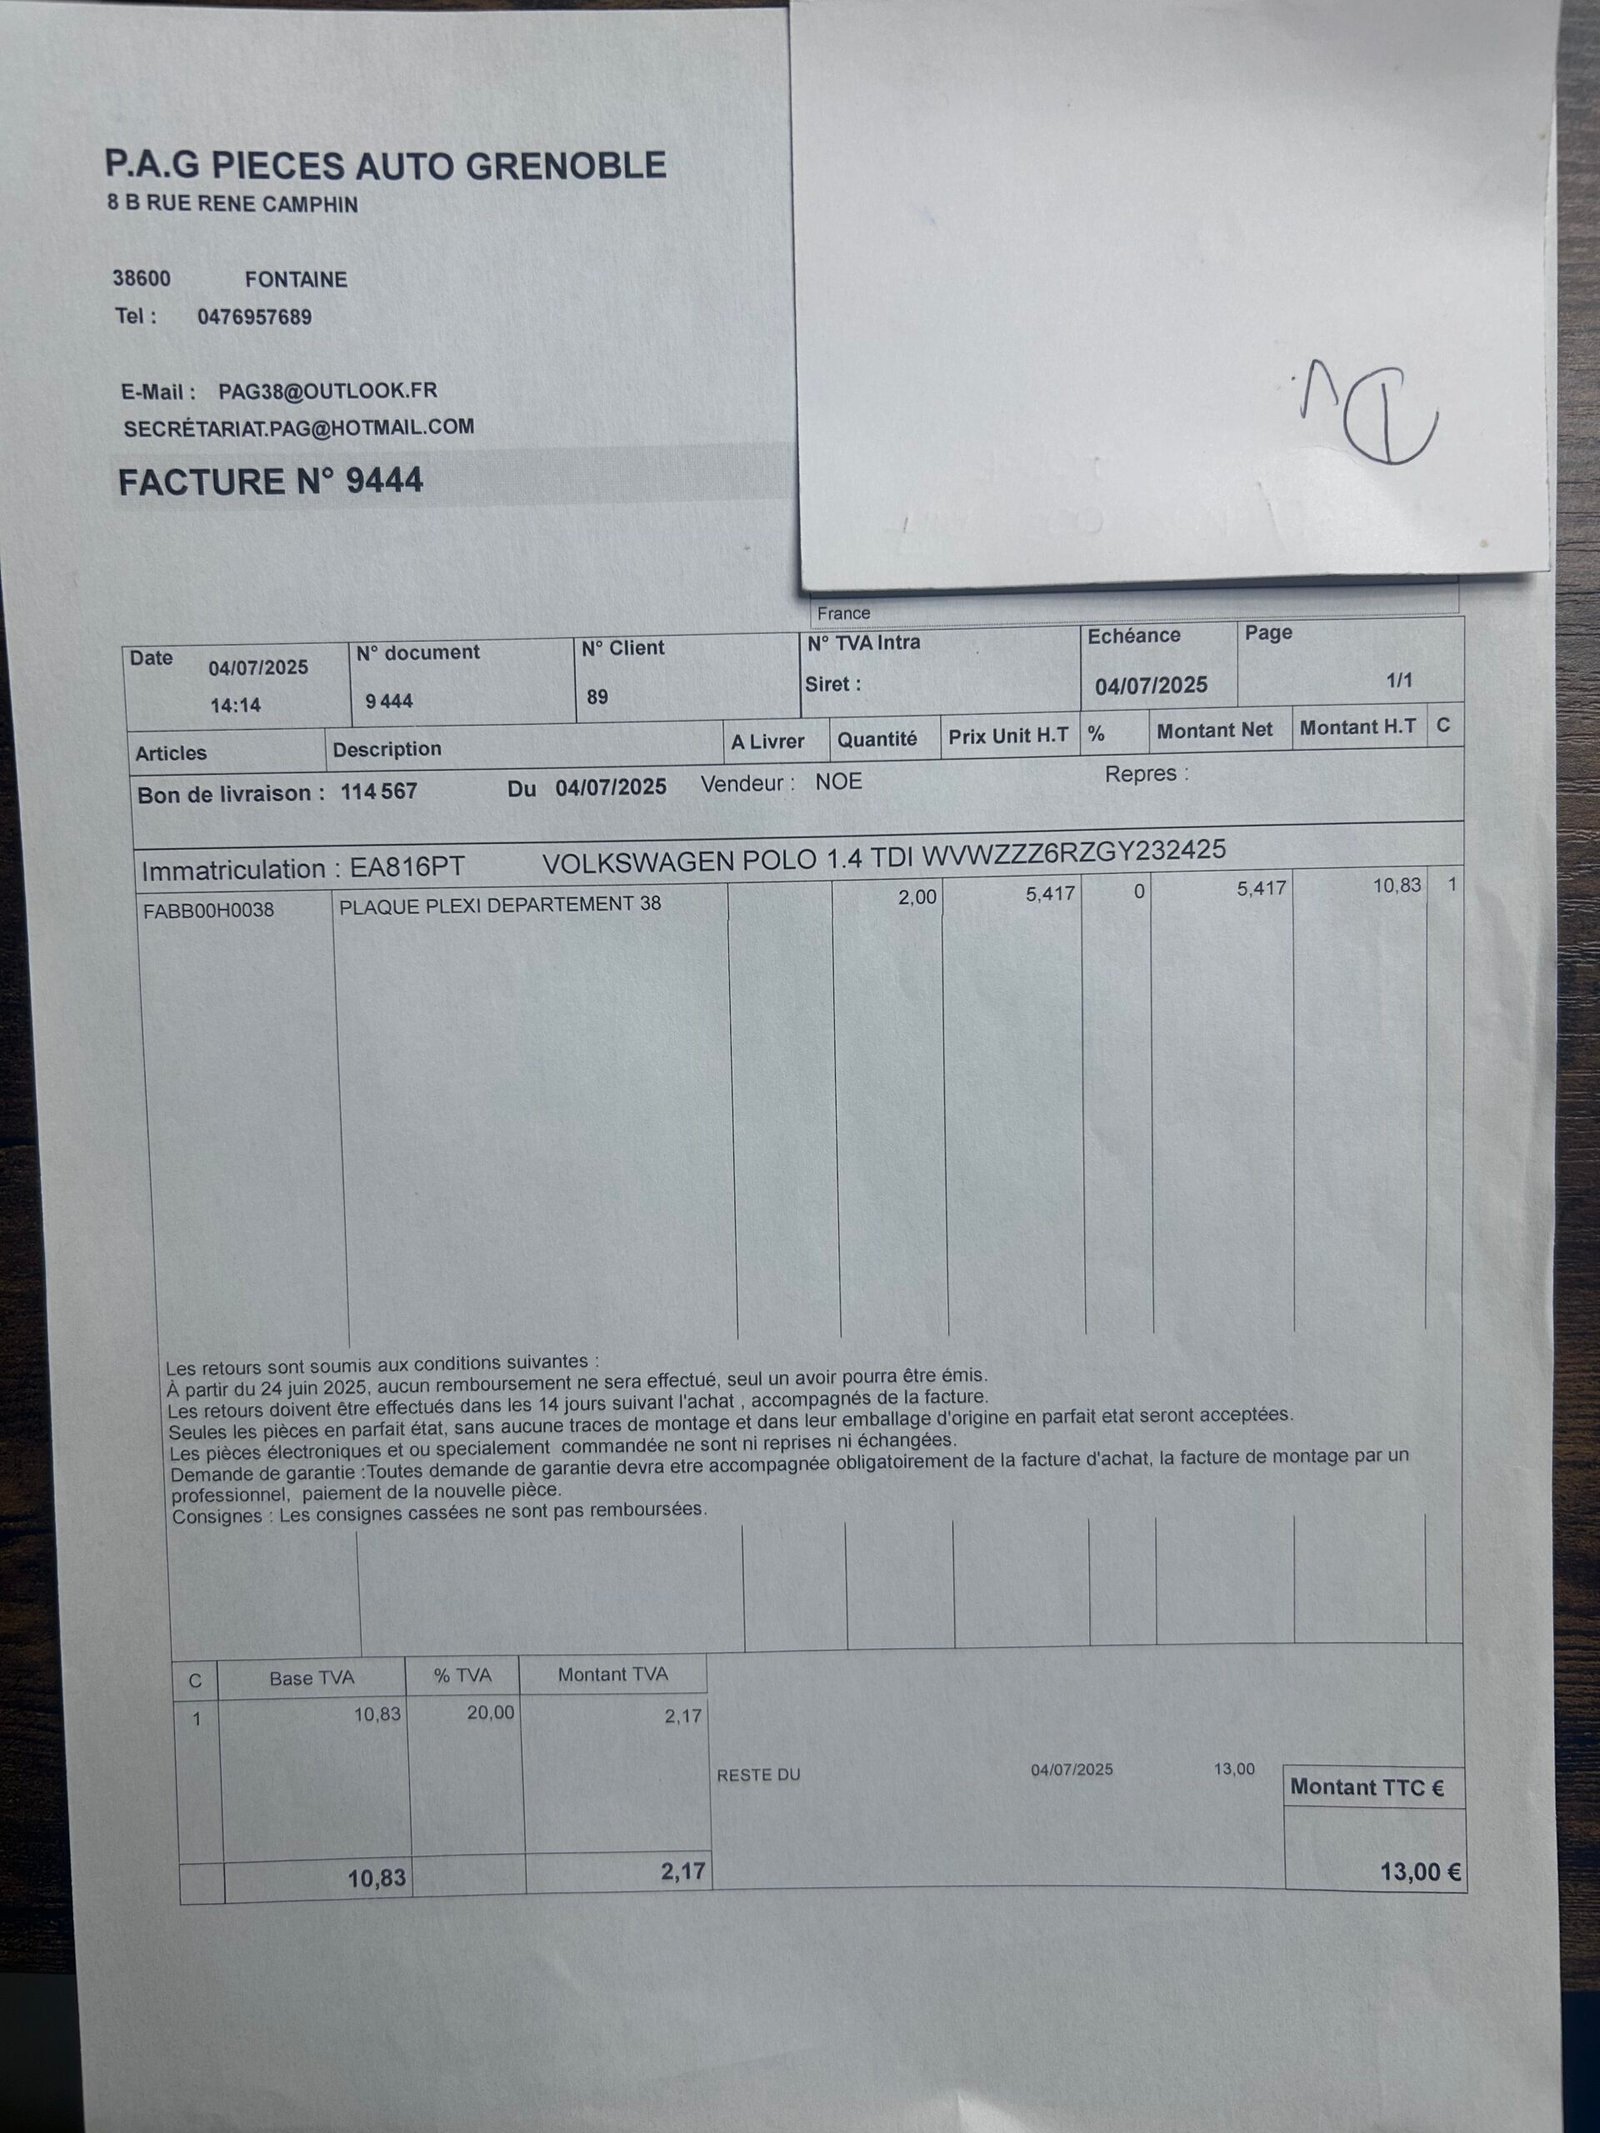 P.A.G PIECES AUTO GRENOBLE
8 B RUE RENE CAMPHIN
38600 FONTAINE
Tel : 0476957689
E-Mail : PAG38@OUTLOOK.FR
SECRÉTARIAT.PAG@HOTMAIL.COM
FACTURE N° 9444
France
Date 04/07/2025 14:14
N° document 9 444
N° Client 89
N° TVA Intra
Siret :
Echéance 04/07/2025
Page 1/1
Articles Description A Livrer Quantité Prix Unit H.T % Montant Net Montant H.T C
Bon de livraison : 114 567 Du 04/07/2025 Vendeur : NOE Repres :
Immatriculation : EA816PT VOLKSWAGEN POLO 1.4 TDI WVWZZZ6RZGY232425
FABB00H0038 PLAQUE PLEXI DEPARTEMENT 38 2,00 5,417 0 5,417 10,83 1
Les retours sont soumis aux conditions suivantes :
À partir du 24 juin 2025, aucun remboursement ne sera effectué, seul un avoir pourra être émis.
Les retours doivent être effectués dans les 14 jours suivant l'achat , accompagnés de la facture.
Seules les pièces en parfait état, sans aucune traces de montage et dans leur emballage d'origine en parfait etat seront acceptées.
Les pièces électroniques et ou specialement commandée ne sont ni reprises ni échangées.
Demande de garantie :Toutes demande de garantie devra etre accompagnée obligatoirement de la facture d'achat, la facture de montage par un
professionnel, paiement de la nouvelle pièce.
Consignes : Les consignes cassées ne sont pas remboursées.
C Base TVA % TVA Montant TVA
1 10,83 20,00 2,17
RESTE DU 04/07/2025 13,00
Montant TTC €
10,83 2,17 13,00 €